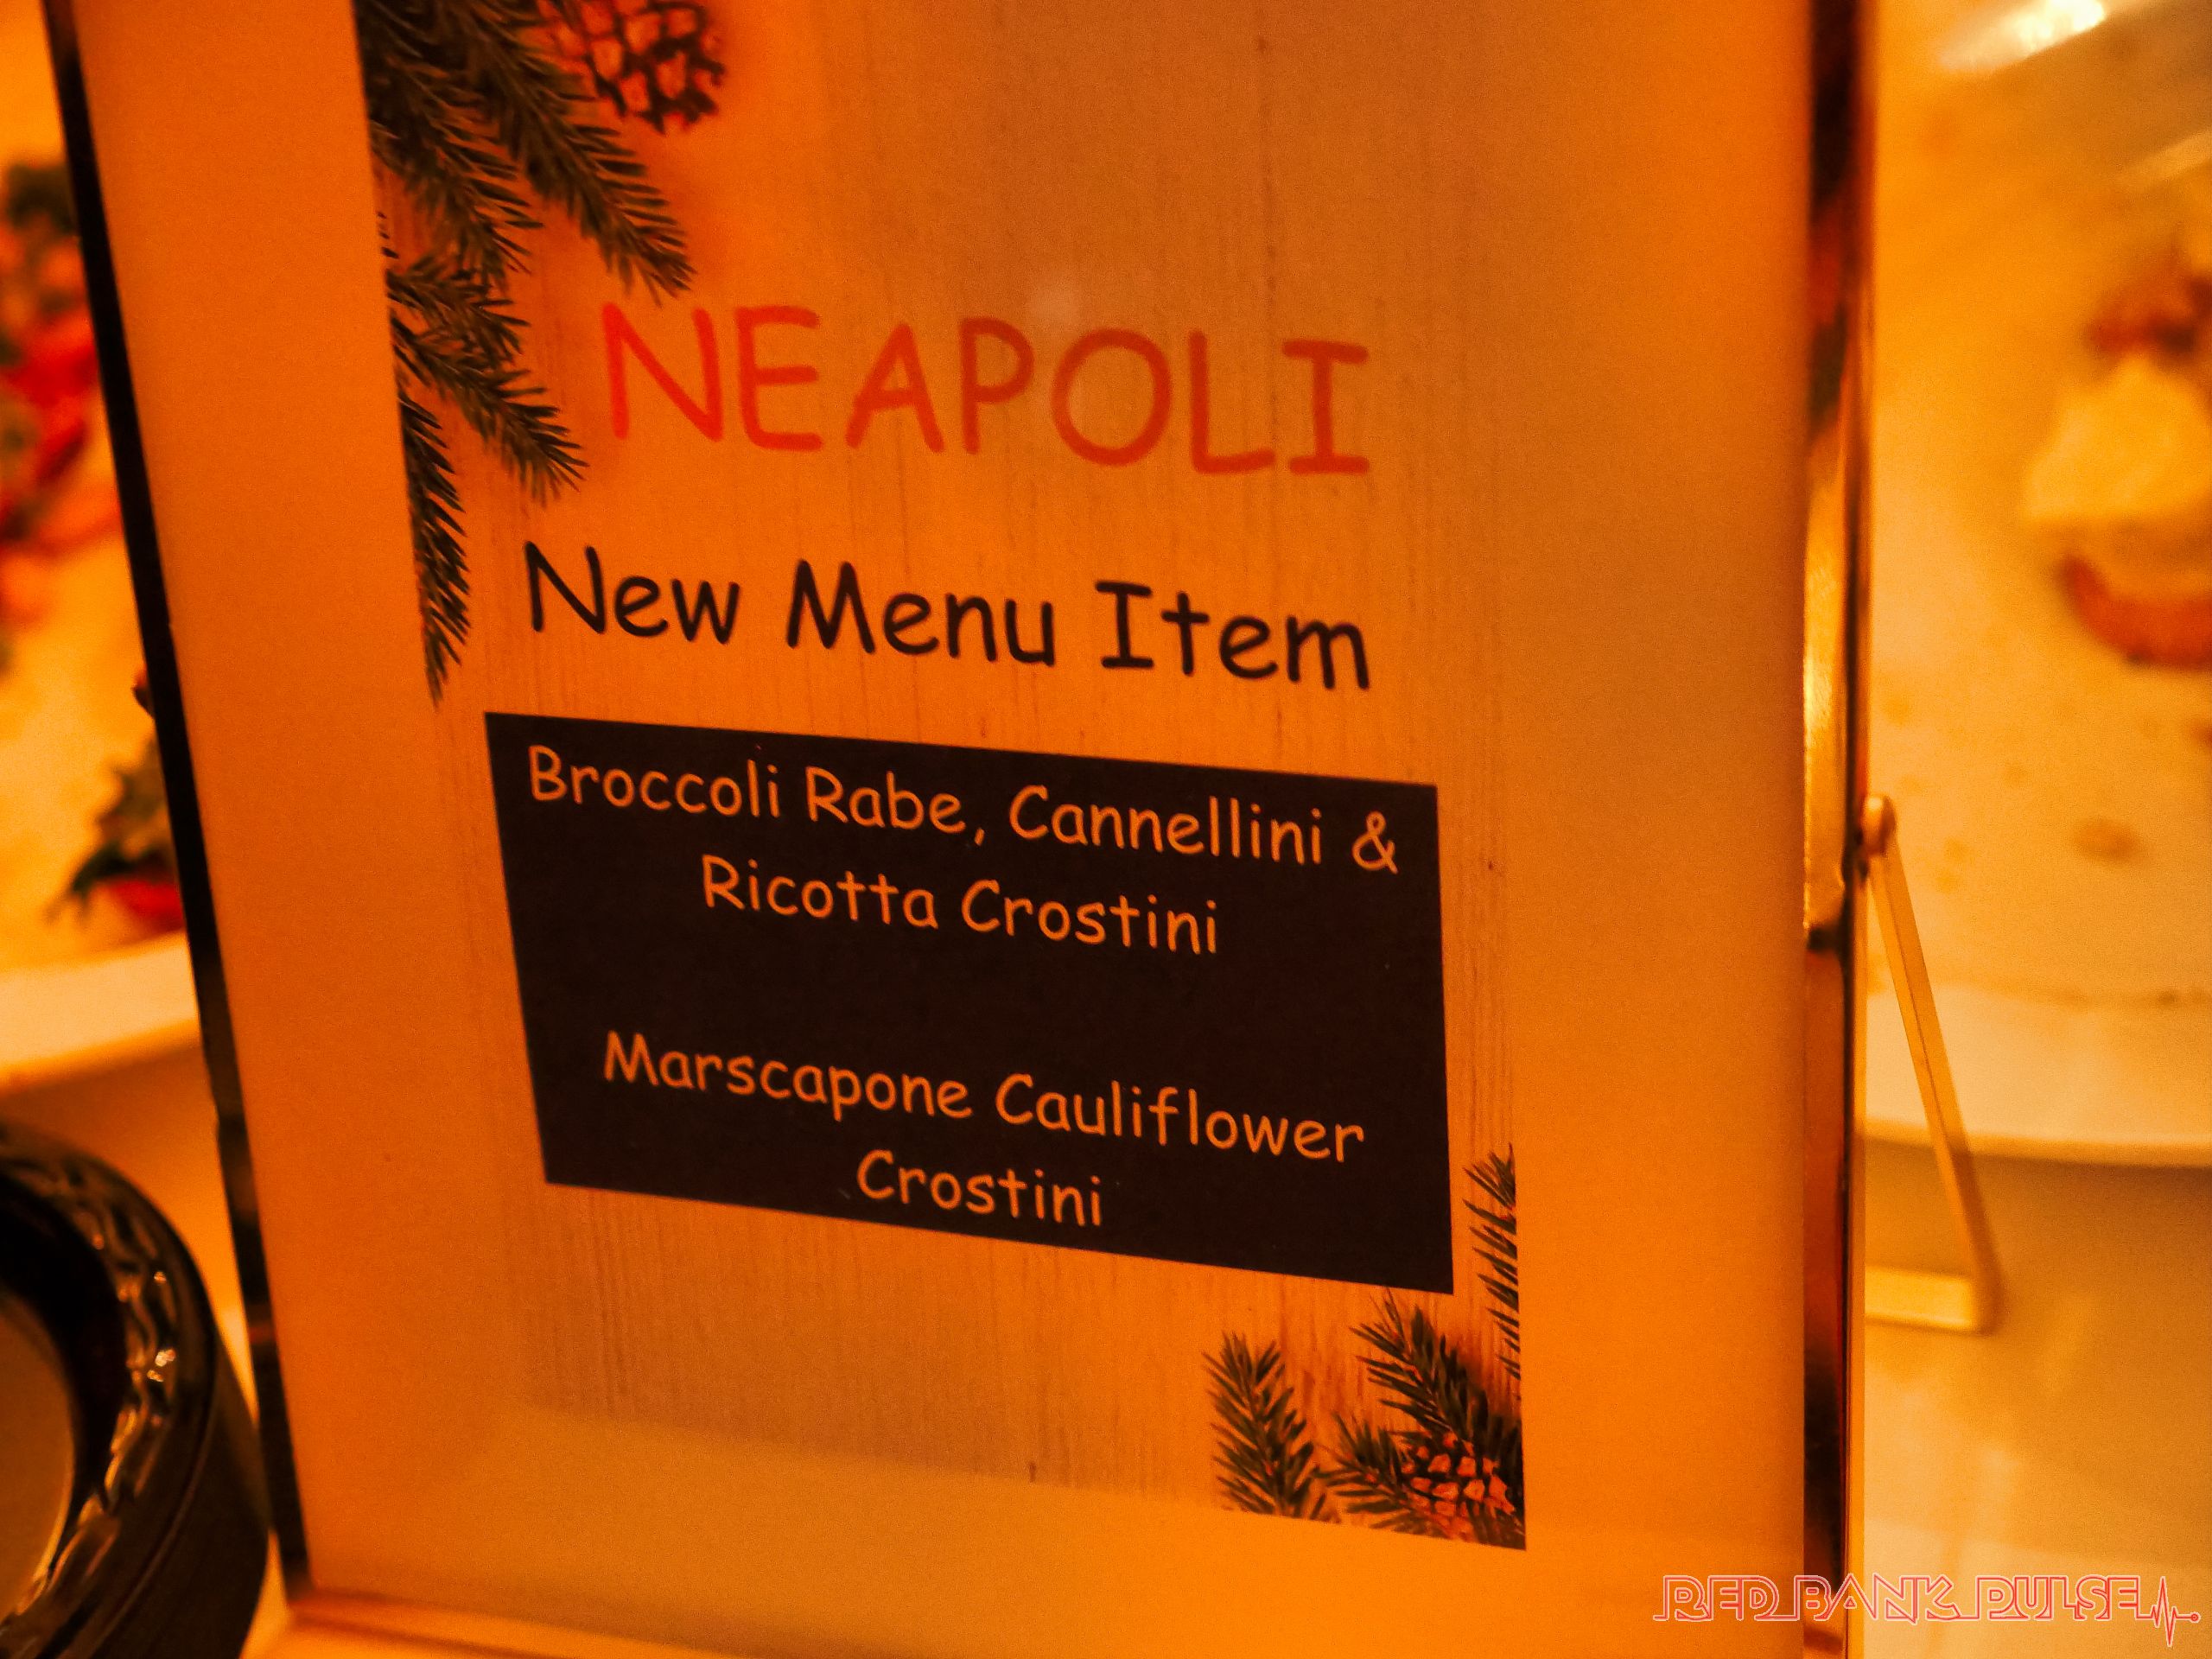 NEAPOLI
New Menu Item
Broccoli Rabe, Cannellini &
Ricotta Crostini
Marscapone Cauliflower
Crostini
RED BANK PULSE